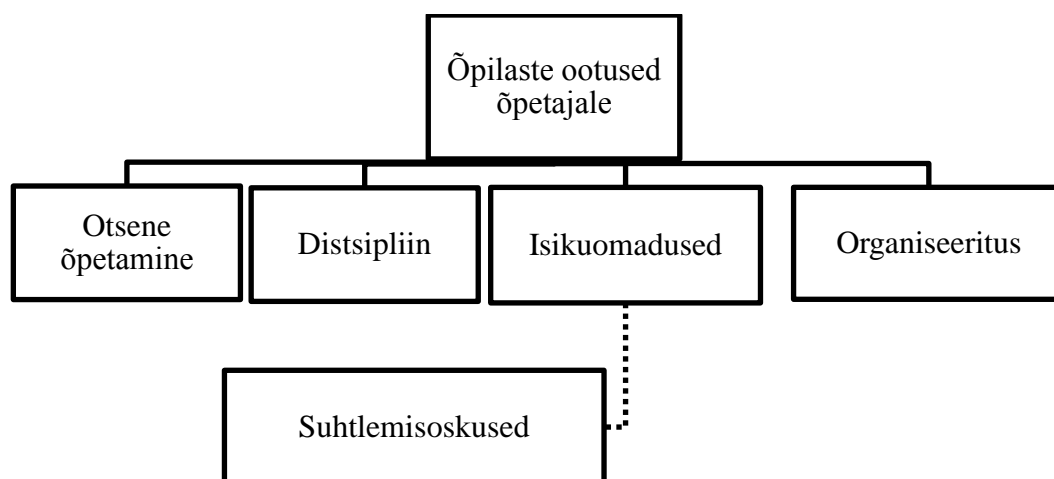 Õpilaste ootused
õpetajale
Otsene
õpetamine
Distsipliin
Isikuomadused
Organiseeritus
Suhtlemisoskused